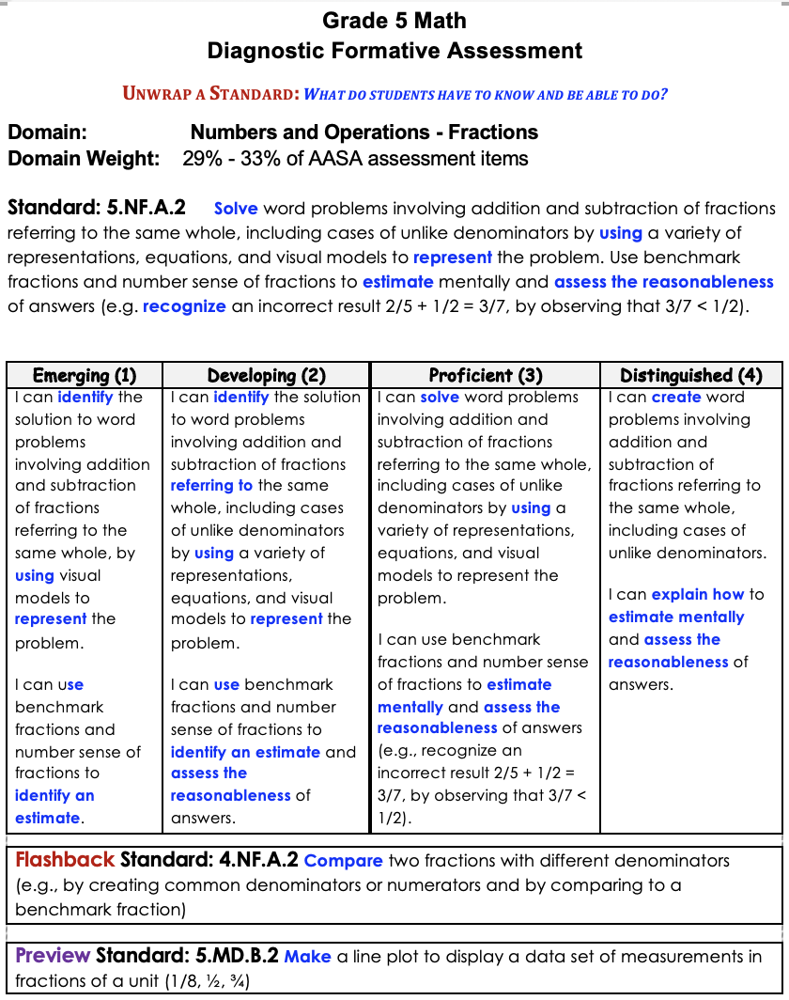 Grade 5 Math
Diagnostic Formative Assessment
UNWRAP A STANDARD: WHAT DO STUDENTS HAVE TO KNOW AND BE ABLE TO DO?
Domain: Numbers and Operations - Fractions
Domain Weight: 29% - 33% of AASA assessment items
Standard: 5.NF.A.2 Solve word problems involving addition and subtraction of fractions
referring to the same whole, including cases of unlike denominators by using a variety of
representations, equations, and visual models to represent the problem. Use benchmark
fractions and number sense of fractions to estimate mentally and assess the reasonableness
of answers (e.g. recognize an incorrect result 2/5 + 1/2 = 3/7, by observing that 3/7 < 1/2).
Emerging (1)
I can identify the
solution to word
problems
involving addition
and subtraction
of fractions
referring to the
same whole, by
using visual
models to
represent the
problem.
I can use
benchmark
fractions and
number sense of
fractions to
identify an
estimate.
Developing (2)
I can identify the solution
to word problems
involving addition and
subtraction of fractions
referring to the same
whole, including cases
of unlike denominators
by using a variety of
representations,
equations, and visual
models to represent the
problem.
I can use benchmark
fractions and number
sense of fractions to
identify an estimate and
assess the
reasonableness of
answers.
Proficient (3)
I can solve word problems
involving addition and
subtraction of fractions
referring to the same whole,
including cases of unlike
denominators by using a
variety of representations,
equations, and visual
models to represent the
problem.
I can use benchmark
fractions and number sense
of fractions to estimate
mentally and assess the
reasonableness of answers
(e.g., recognize an
incorrect result 2/5 + 1/2 =
3/7, by observing that 3/7 <
1/2).
Distinguished (4)
I can create word
problems involving
addition and
subtraction of
fractions referring to
the same whole,
including cases of
unlike denominators.
I can explain how to
estimate mentally
and assess the
reasonableness of
answers.
Flashback Standard: 4.NF.A.2 Compare two fractions with different denominators
(e.g., by creating common denominators or numerators and by comparing to a
benchmark fraction)
Preview Standard: 5.MD.B.2 Make a line plot to display a data set of measurements in
fractions of a unit (1/8, ½, ¾)